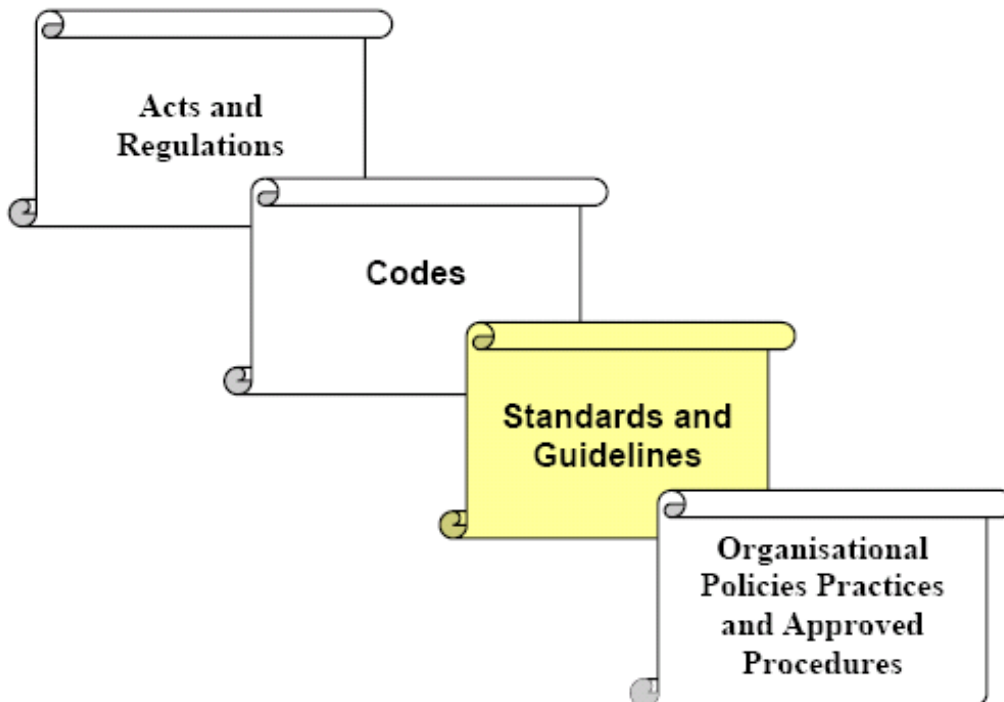 Acts and
Regulations
Codes
Standards and
Guidelines
Organisational
Policies Practices
and Approved
Procedures